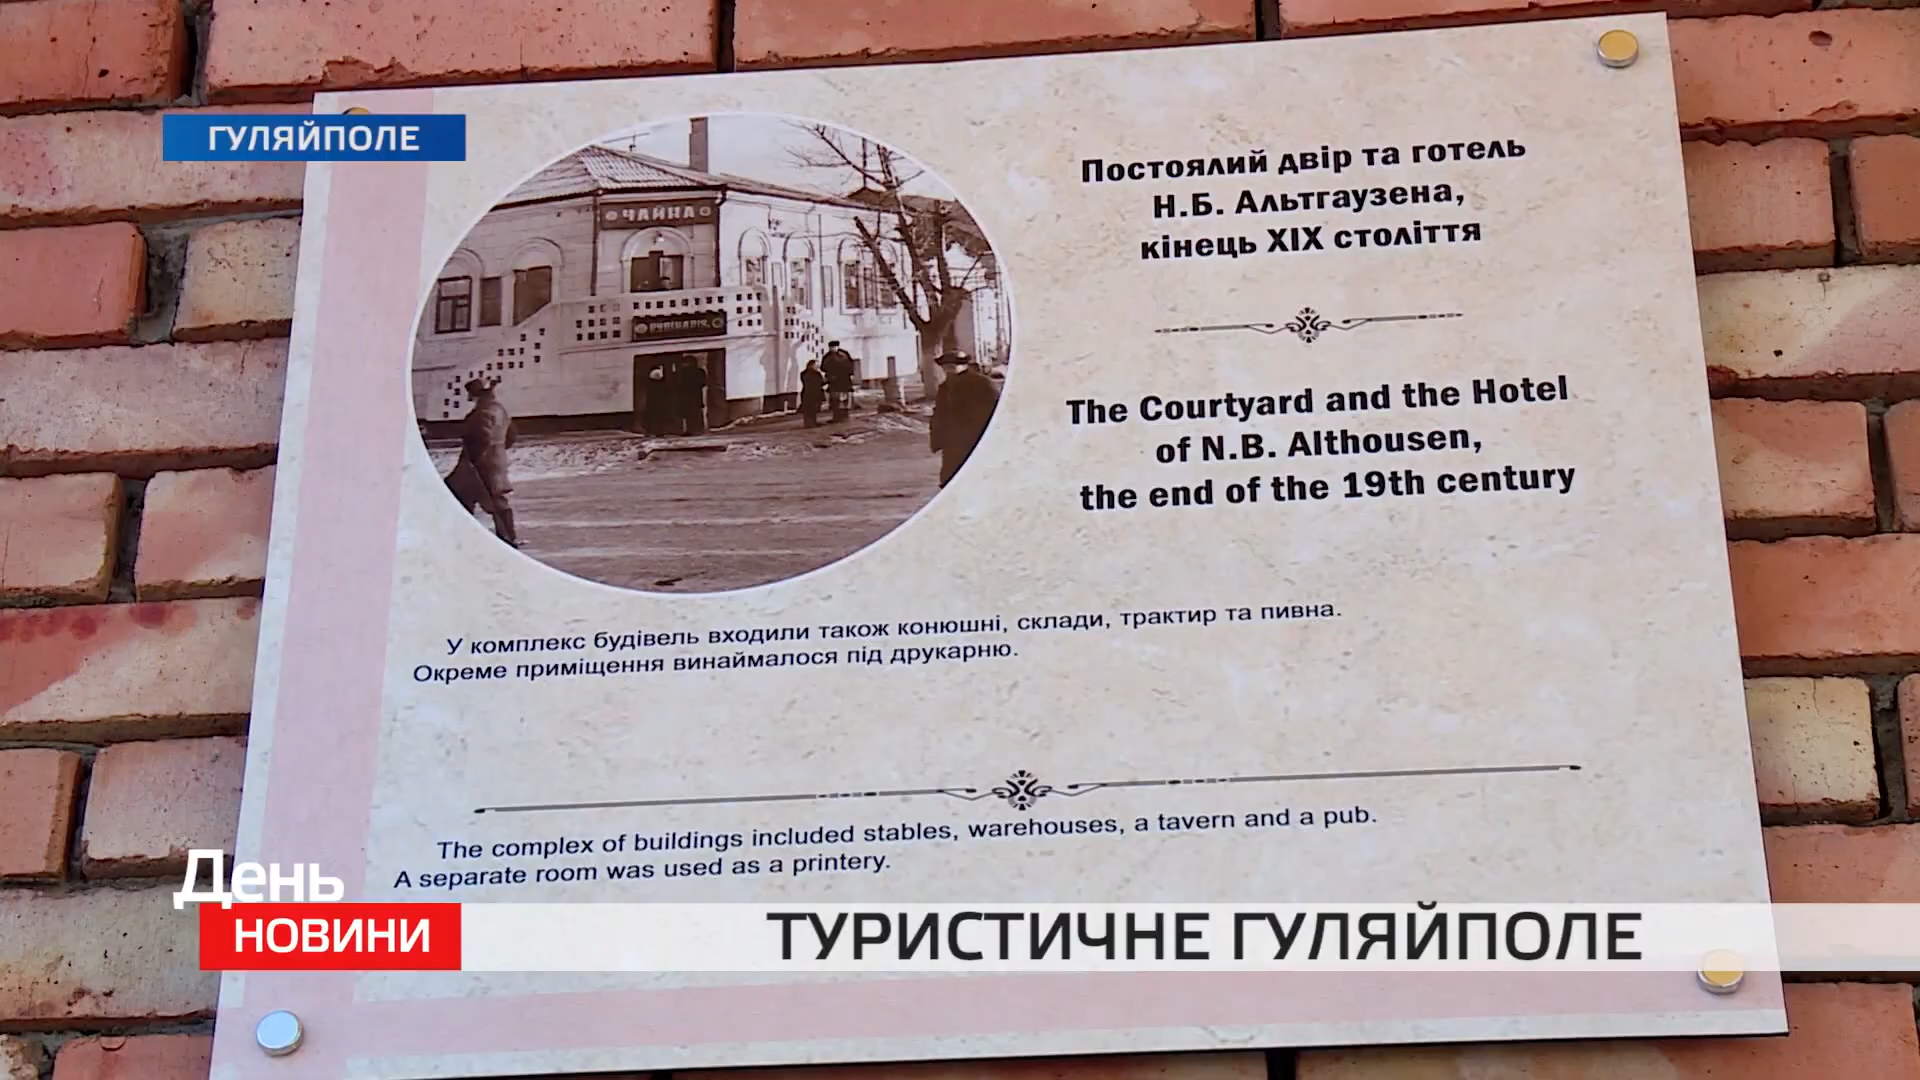 ГУЛЯЙПОЛЕ
ЧАЙНА
КУЛІНАРІЯ
Постоялий двір та готель
Н.Б. Альтгаузена,
кінець XIX століття
The Courtyard and the Hotel
of N.B. Althousen,
the end of the 19th century
У комплекс будівель входили також конюшні, склади, трактир та пивна.
Окреме приміщення винаймалося під друкарню.
The complex of buildings included stables, warehouses, a tavern and a pub.
A separate room was used as a printery.
День
НОВИНИ
ТУРИСТИЧНЕ ГУЛЯЙПОЛЕ